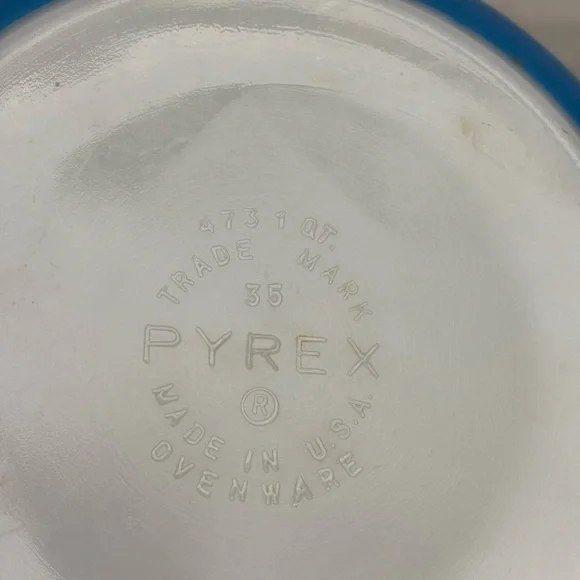 473 1 QT.
TRADE MARK
35
PYREX
®
MADE IN U.S.A.
OVENWARE